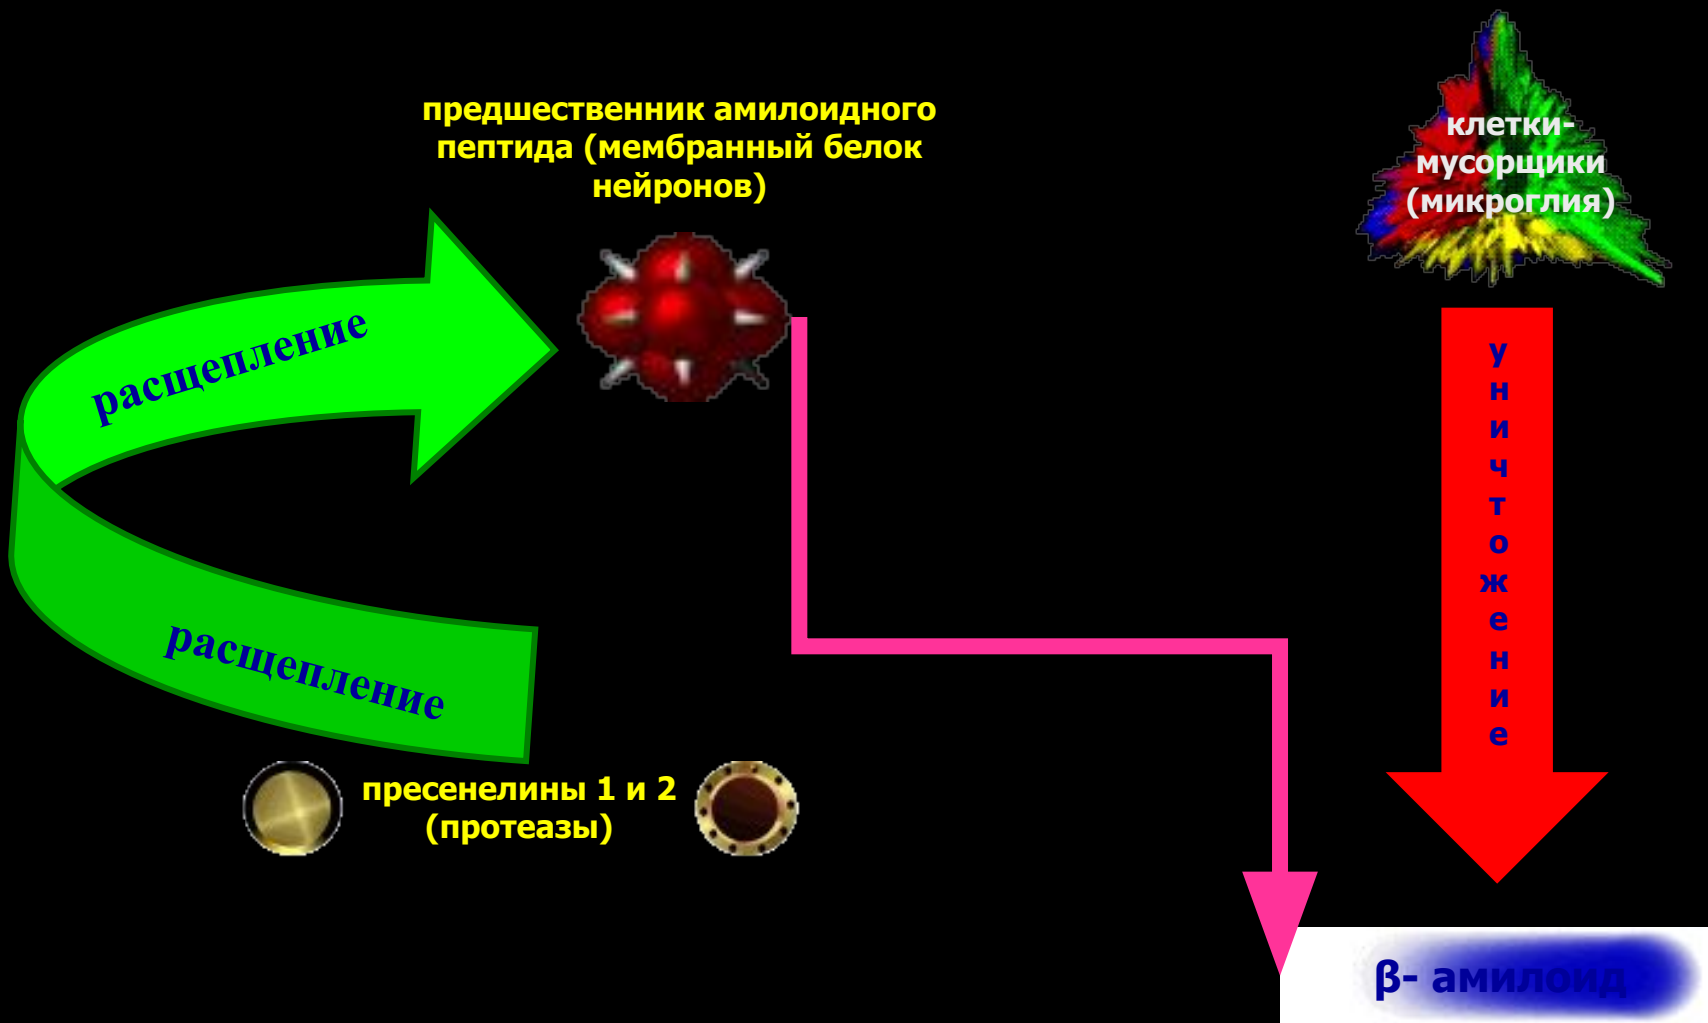 предшественник амилоидного
пептида (мембранный белок
нейронов)
клетки-
мусорщики
(микроглия)
расщепление
расщепление
у
н
и
ч
т
о
ж
е
н
и
е
пресенелины 1 и 2
(протеазы)
β- амилоид